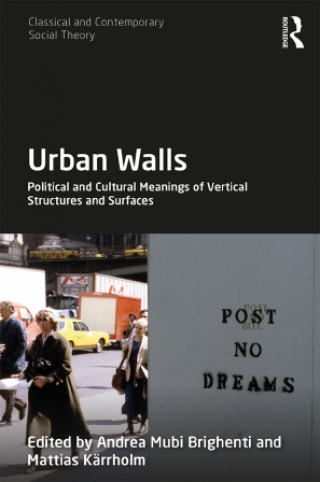 Classical and Contemporary
Social Theory
R
ROUTLEDGE
Urban Walls
Political and Cultural Meanings of Vertical
Structures and Surfaces
POST
NO
DREAMS
Edited by Andrea Mubi Brighenti and
Mattias Kärrholm